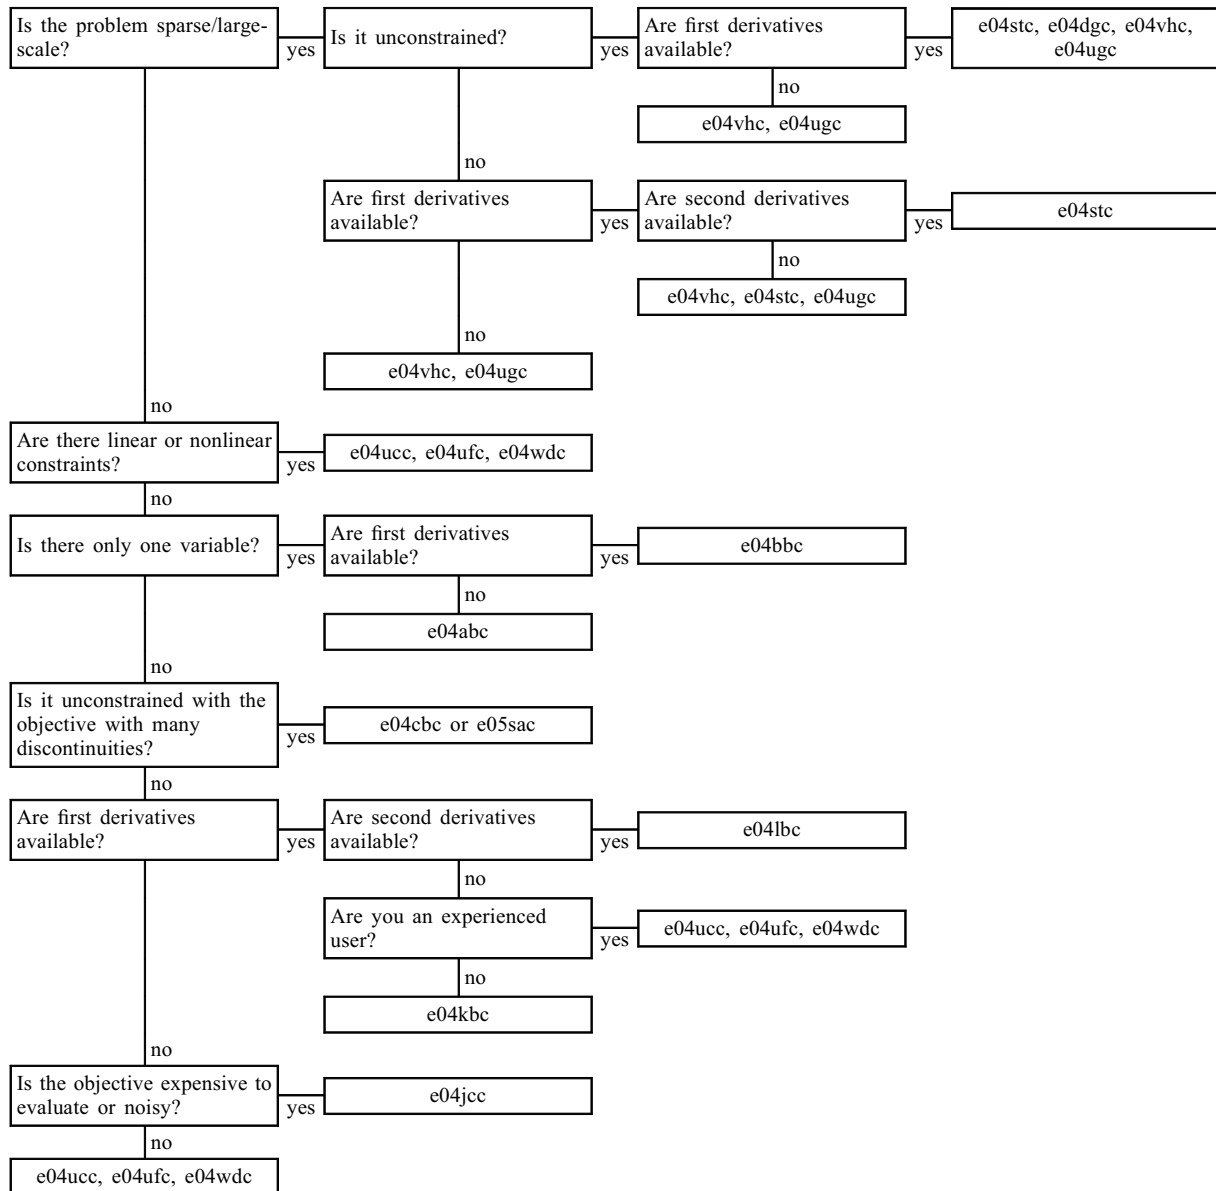 Is the problem sparse/large-
scale?
yes
Is it unconstrained?
yes
Are first derivatives
available?
yes
e04stc, e04dgc, e04vhc,
e04ugc
no
e04vhc, e04ugc
no
Are first derivatives
available?
yes
Are second derivatives
available?
yes
e04stc
no
e04vhc, e04stc, e04ugc
no
e04vhc, e04ugc
no
Are there linear or nonlinear
constraints?
yes
e04ucc, e04ufc, e04wdc
no
Is there only one variable?
yes
Are first derivatives
available?
yes
e04bbc
no
e04abc
no
Is it unconstrained with the
objective with many
discontinuities?
yes
e04cbc or e05sac
no
Are first derivatives
available?
yes
Are second derivatives
available?
yes
e04lbc
no
Are you an experienced
user?
yes
e04ucc, e04ufc, e04wdc
no
e04kbc
no
Is the objective expensive to
evaluate or noisy?
yes
e04jcc
no
e04ucc, e04ufc, e04wdc